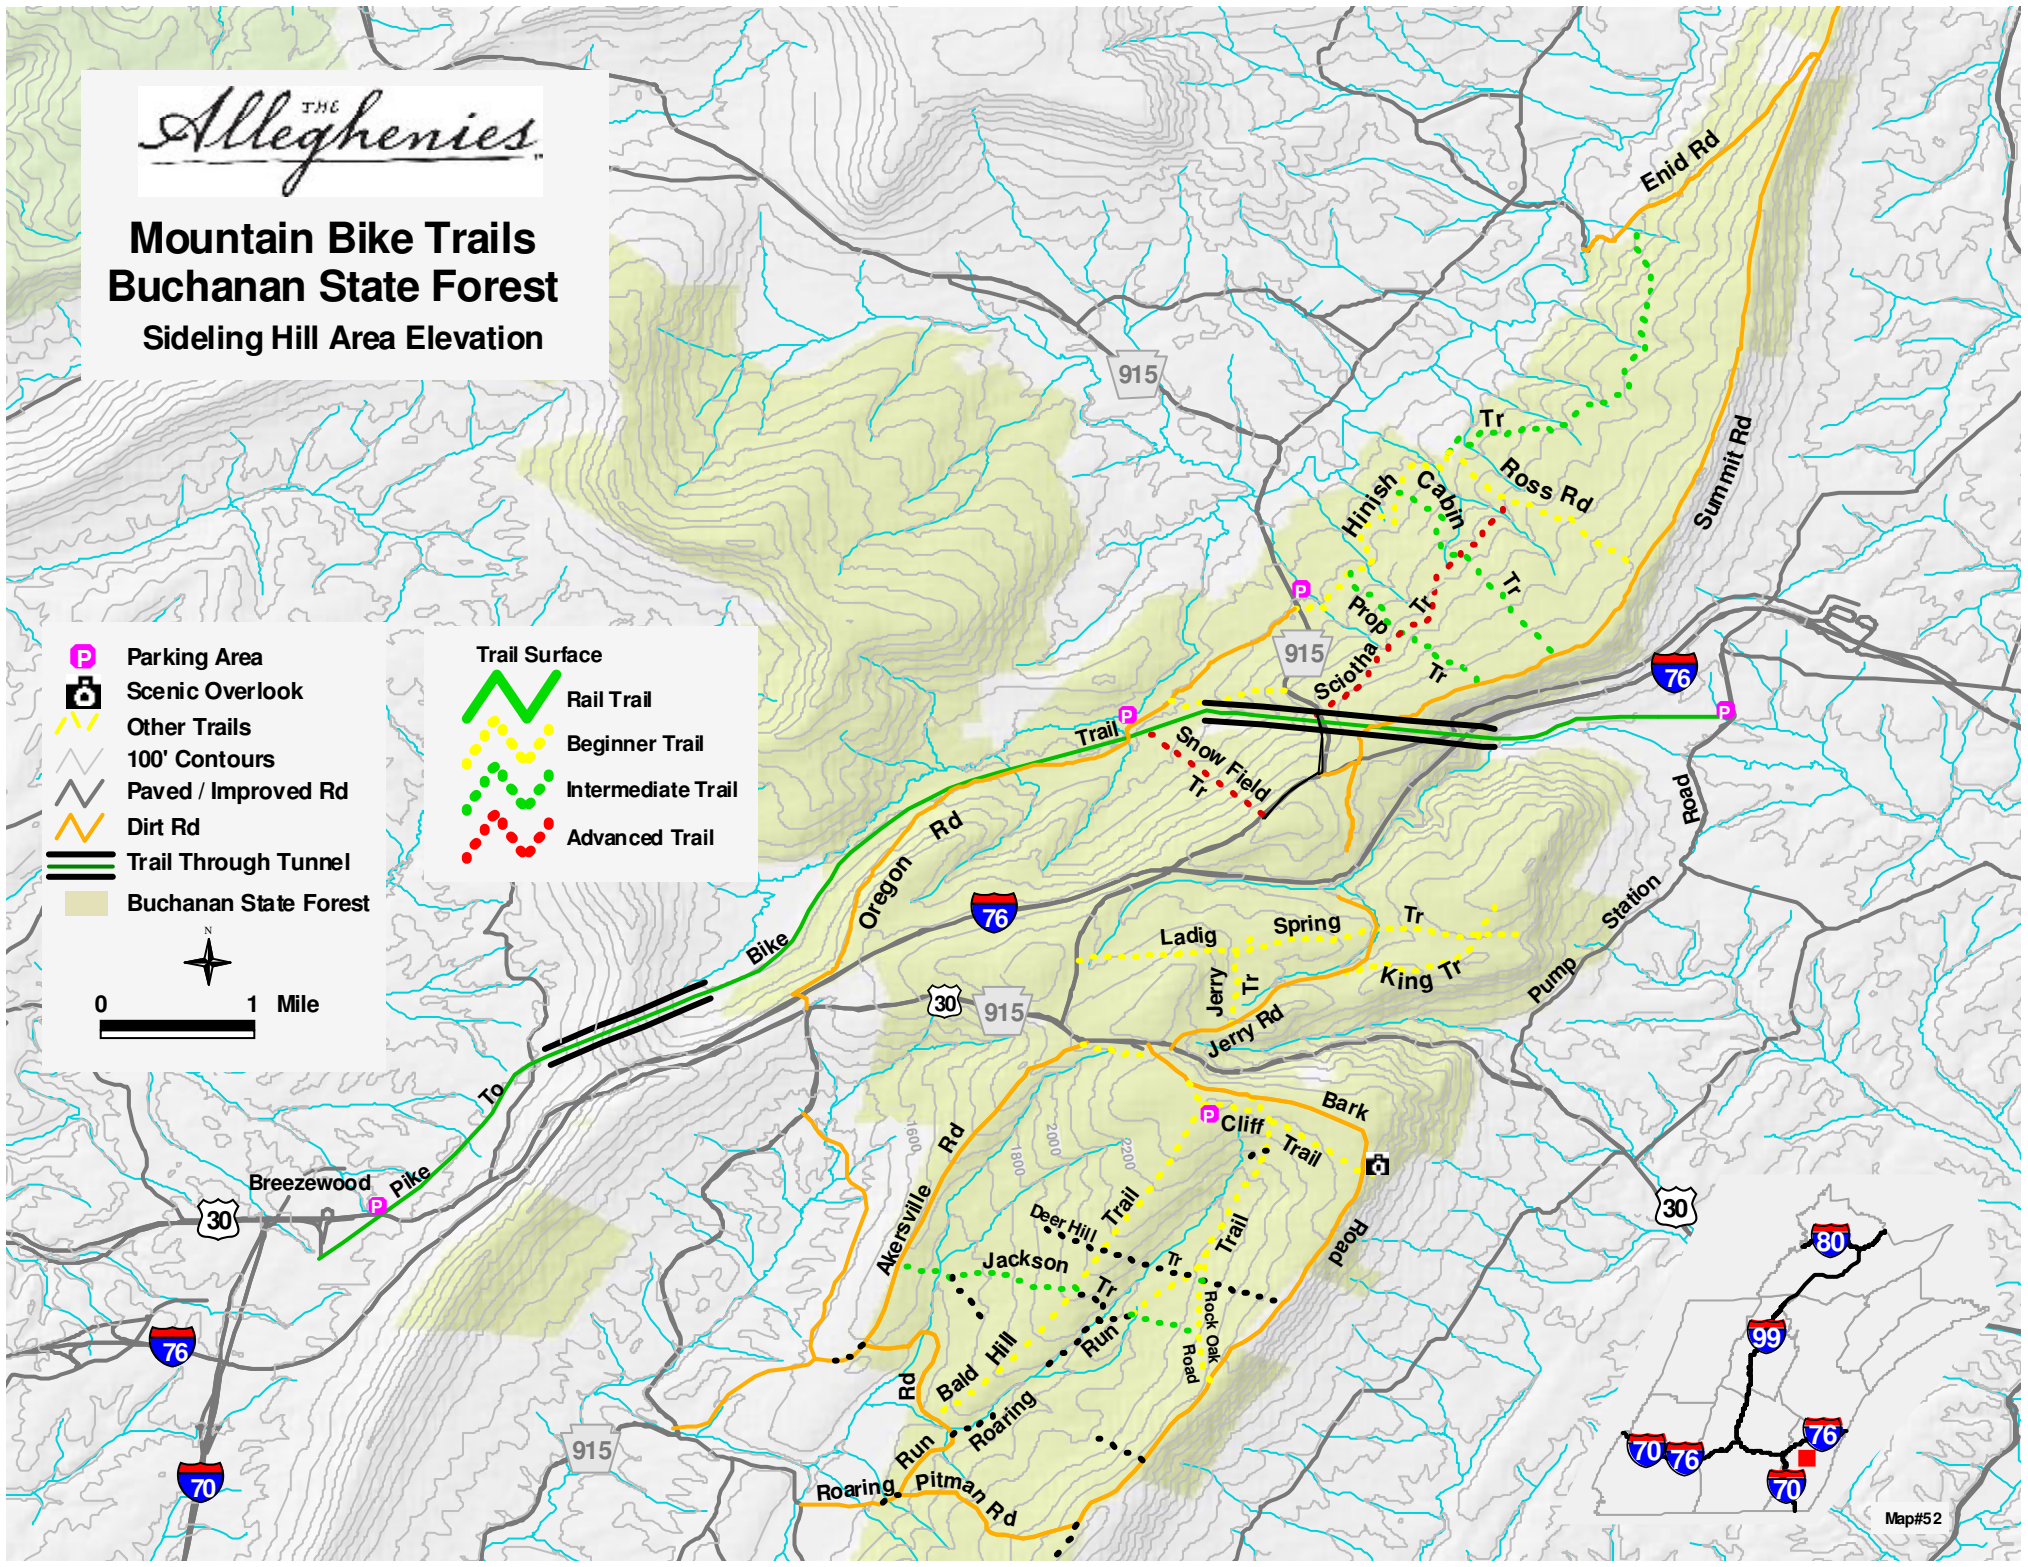 THE
Alleghenies
Mountain Bike Trails
Buchanan State Forest
Sideling Hill Area Elevation
P Parking Area
Scenic Overlook
Other Trails
100' Contours
Paved / Improved Rd
Dirt Rd
Trail Through Tunnel
Buchanan State Forest
N
0 1 Mile
Trail Surface
Rail Trail
Beginner Trail
Intermediate Trail
Advanced Trail
Enid Rd
915
Summit Rd
Tr
Ross Rd
Cabin
Tr
Hinish
P
Prop
Tr
Sciotha
Tr
915
76
P
P
Trail
Snow Field
Tr
Oregon
Rd
Bike
76
Road
Station
Pump
Ladig
Spring
Tr
Jerry
Tr
King Tr
Jerry Rd
30
915
To
Pike
Breezewood
P
30
76
70
1600
1800
2000
2200
Akersville
Rd
P
Cliff
Trail
Bark
Road
30
Deer Hill
Tr
Trail
Trail
Jackson
Tr
Rock Oak
Road
Run
Bald
Hill
Rd
Roaring
Run
Roaring
Pitman
Rd
915
80
99
70
76
76
70
Map#52